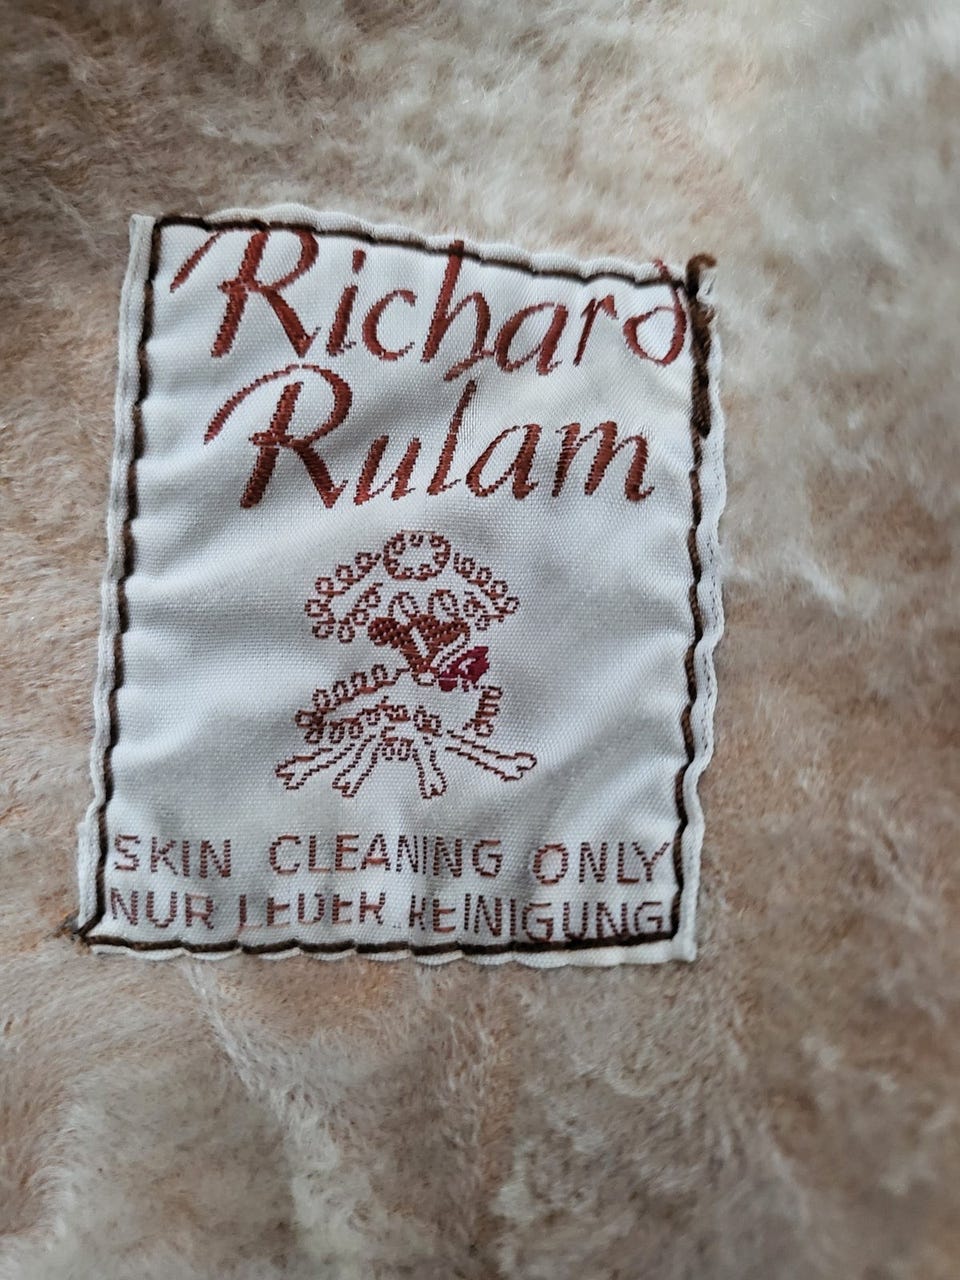 Richard
Rulam
SKIN CLEANING ONLY
NUR LEDER REINIGUNG